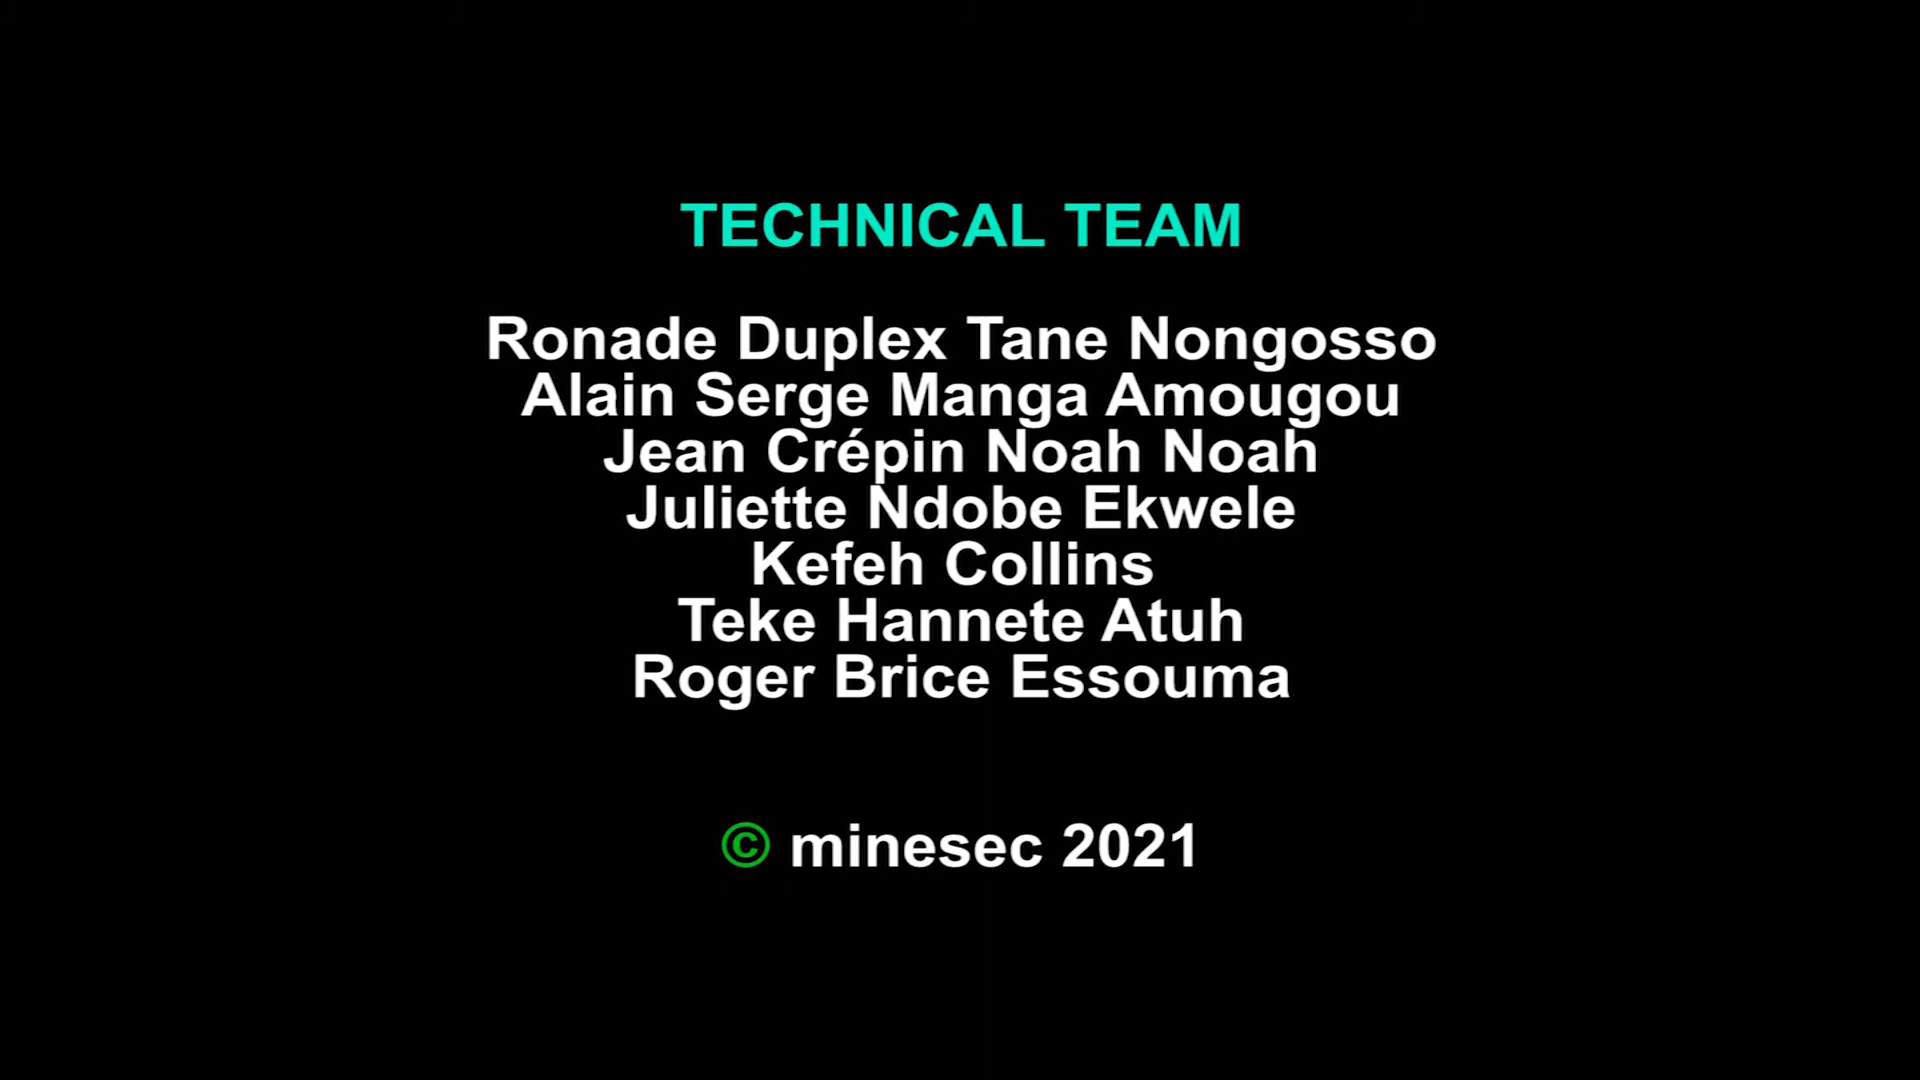 TECHNICAL TEAM
Ronade Duplex Tane Nongosso
Alain Serge Manga Amougou
Jean Crépin Noah Noah
Juliette Ndobe Ekwele
Kefeh Collins
Teke Hannete Atuh
Roger Brice Essouma
© minesec 2021